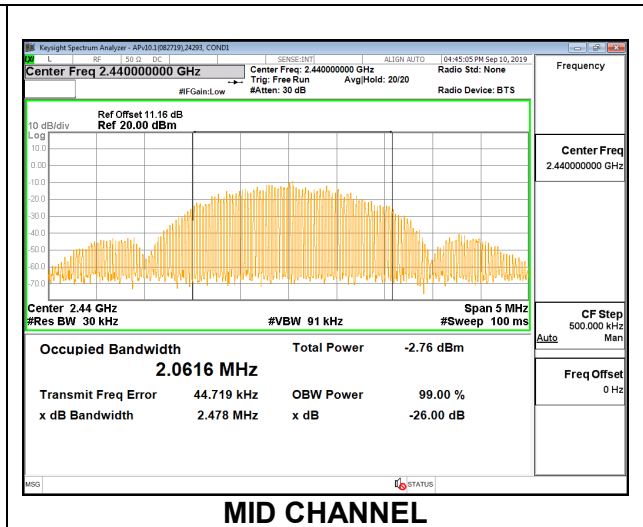 Keysight Spectrum Analyzer - APv10.1(082719),24293, COND1
L RF 50 Ω DC SENSE:INT ALIGN AUTO 04:45:05 PM Sep 10, 2019
Center Freq 2.440000000 GHz
Center Freq: 2.440000000 GHz
Radio Std: None
Trig: Free Run Avg|Hold: 20/20
#IFGain:Low #Atten: 30 dB Radio Device: BTS
Frequency
Ref Offset 11.16 dB
10 dB/div Ref 20.00 dBm
Log
10.0
0.00
-10.0
-20.0
-30.0
-40.0
-50.0
-60.0
-70.0
Center Freq
2.440000000 GHz
Center 2.44 GHz Span 5 MHz
#Res BW 30 kHz #VBW 91 kHz #Sweep 100 ms
CF Step
500.000 kHz
Auto Man
Freq Offset
0 Hz
Occupied Bandwidth Total Power -2.76 dBm
2.0616 MHz
Transmit Freq Error 44.719 kHz OBW Power 99.00 %
x dB Bandwidth 2.478 MHz x dB -26.00 dB
MSG STATUS
MID CHANNEL